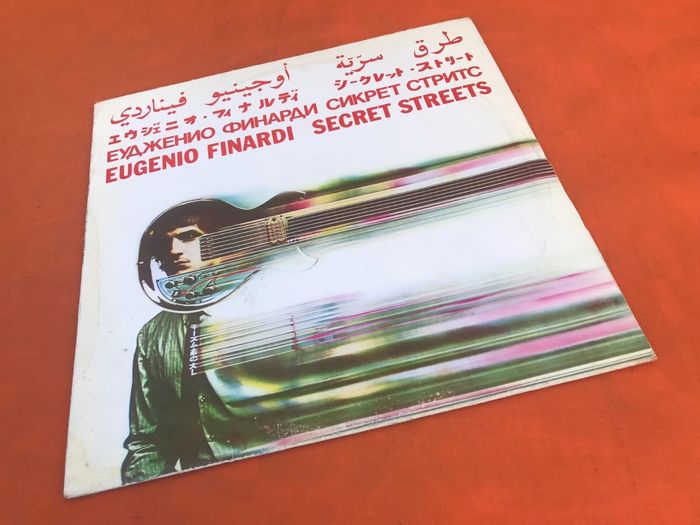 أوجينيو فيناردي طرق سرّية
エウジェニオ・フィナルディ シークレット・ストリート
ЕУДЖЕНИО ФИНАРДИ СИКРЕТ СТРИТС
EUGENIO FINARDI SECRET STREETS